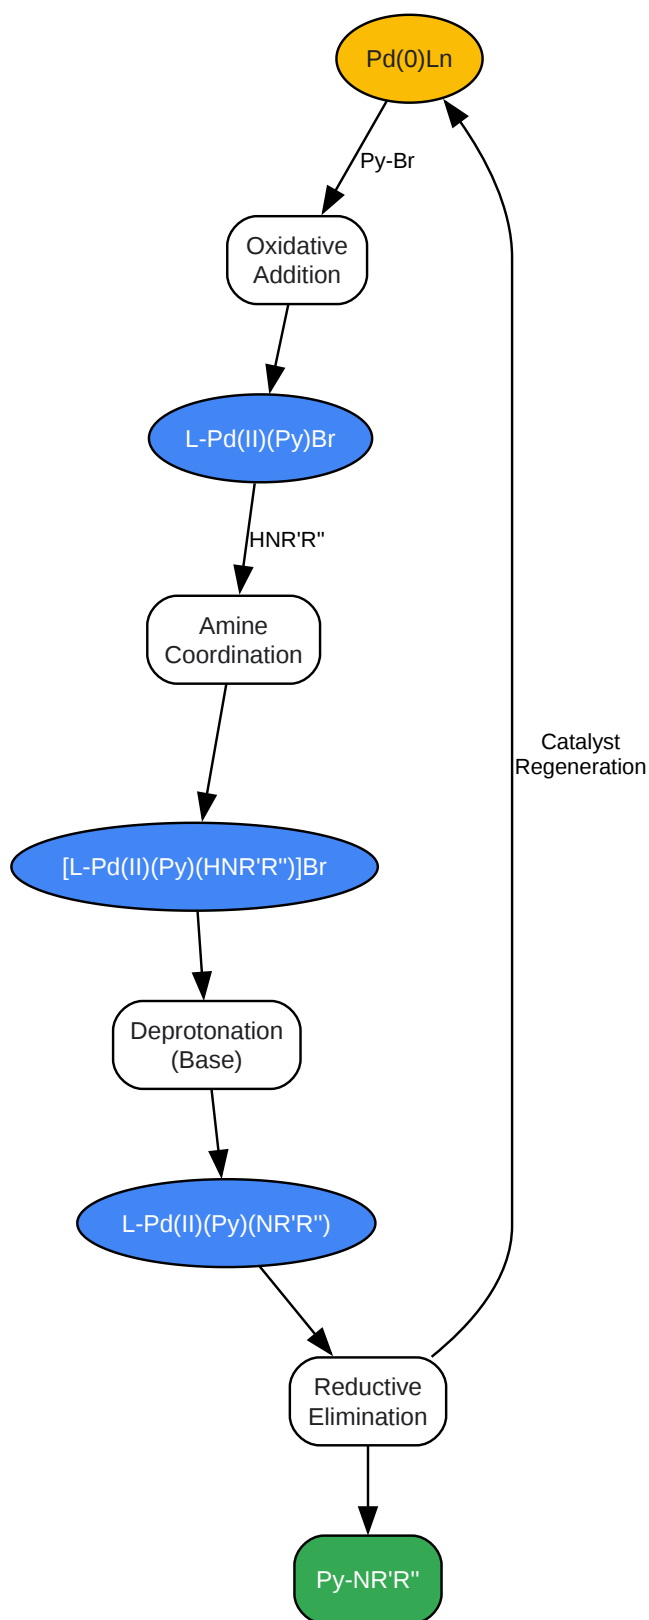 Pd(0)Ln
Py-Br
Oxidative
Addition
L-Pd(II)(Py)Br
HNR'R"
Amine
Coordination
Catalyst
Regeneration
[L-Pd(II)(Py)(HNR'R")]Br
Deprotonation
(Base)
L-Pd(II)(Py)(NR'R")
Reductive
Elimination
Py-NR'R"